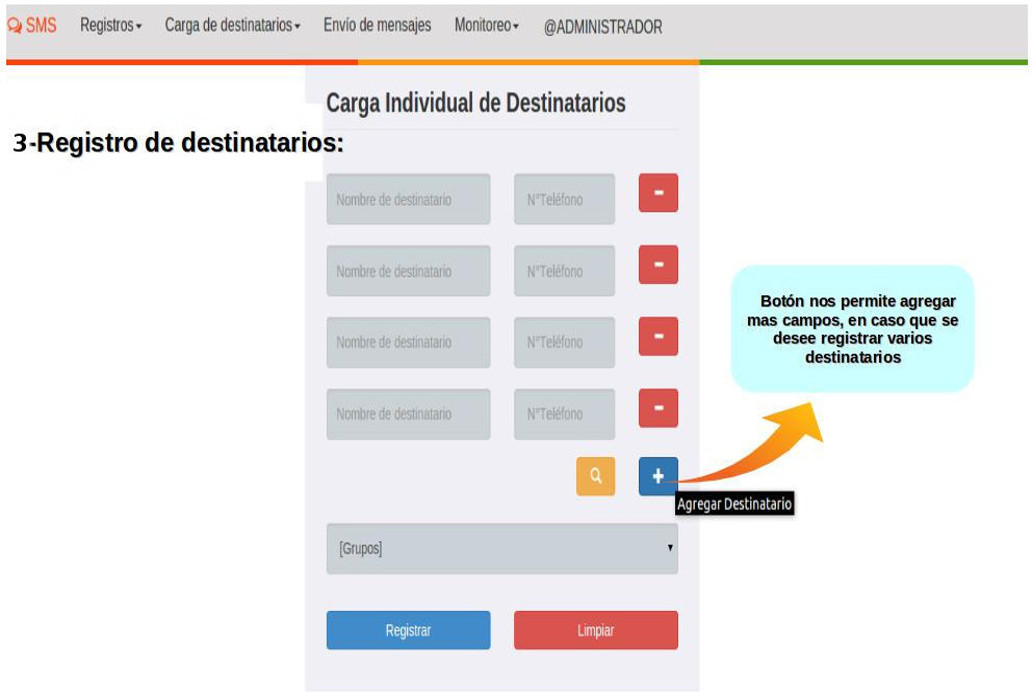 SMS Registros Carga de destinatarios Envío de mensajes Monitoreo @ADMINISTRADOR
Carga Individual de Destinatarios
3-Registro de destinatarios:
Nombre de destinatario N°Teléfono
Nombre de destinatario N°Teléfono
Nombre de destinatario N°Teléfono
Nombre de destinatario N°Teléfono
Botón nos permite agregar
mas campos, en caso que se
desee registrar varios
destinatarios
Agregar Destinatario
[Grupos]
Registrar Limpiar